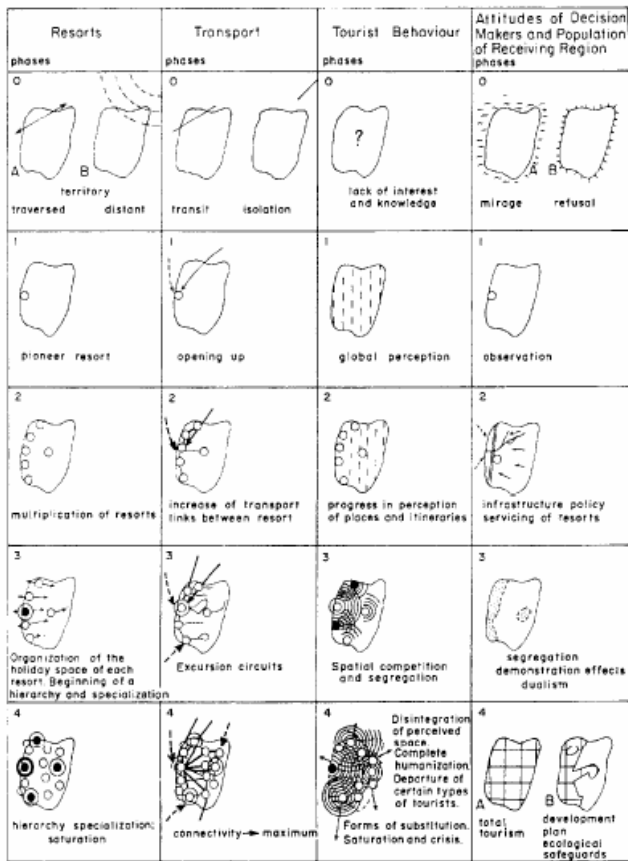 Resorts
phases
Transport
phases
Tourist Behaviour
phases
Attitudes of Decision
Makers and Population
of Receiving Region
phases
0
A
B
territory
traversed distant
0
transit isolation
0
?
lack of interest
and knowledge
0
A
B
mirage refusal
1
pioneer resort
1
opening up
1
global perception
1
observation
2
multiplication of resorts
2
increase of transport
links between resort
2
progress in perception
of places and itineraries
2
infrastructure policy
servicing of resorts
3
Organization of the
holiday space of each
resort. Beginning of a
hierarchy and specialization
3
Excursion circuits
3
Spatial competition
and segregation
3
segregation
demonstration effects
dualism
4
hierarchy specialization;
saturation
4
connectivity → maximum
4
Disintegration
of perceived
space.
Complete
humanization.
Departure of
certain types
of tourists.
Forms of substitution.
Saturation and crisis.
4
A
total
tourism
B
development
plan
ecological
safeguards